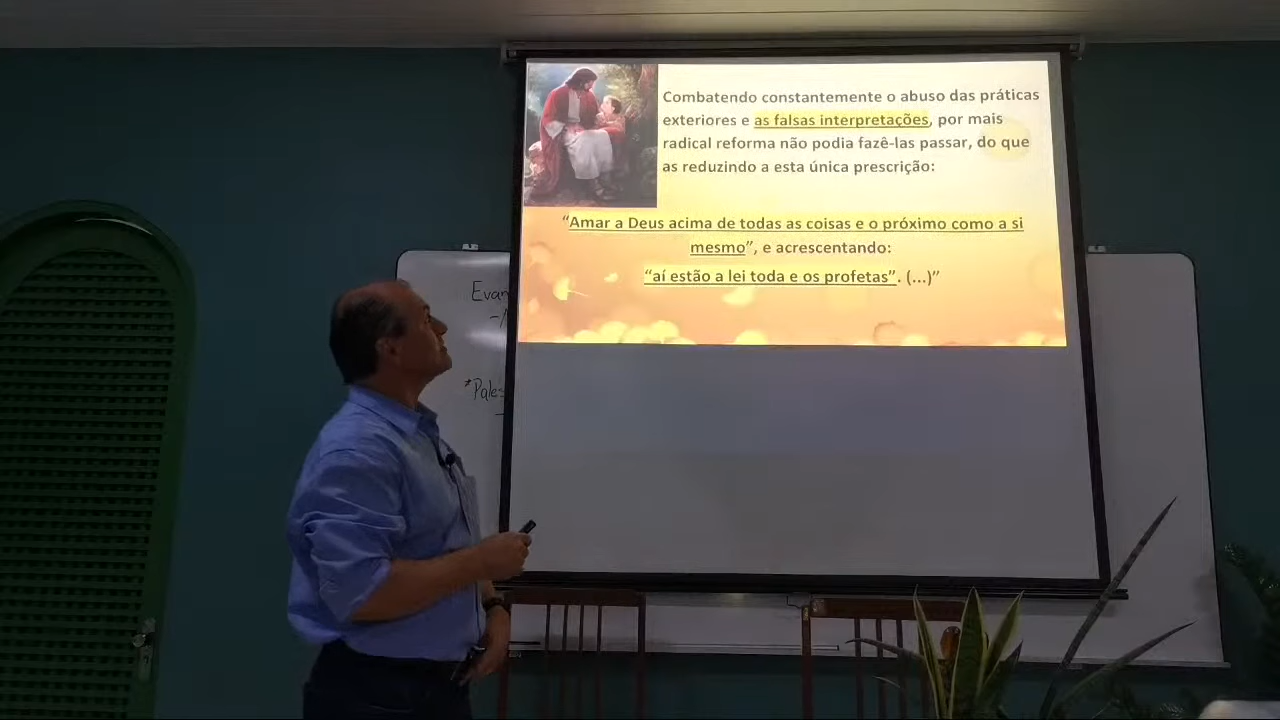 Combatendo constantemente o abuso das práticas
exteriores e as falsas interpretações, por mais
radical reforma não podia fazê-las passar, do que
as reduzindo a esta única prescrição:
“Amar a Deus acima de todas as coisas e o próximo como a si
mesmo”, e acrescentando:
“aí estão a lei toda e os profetas”. (...)”